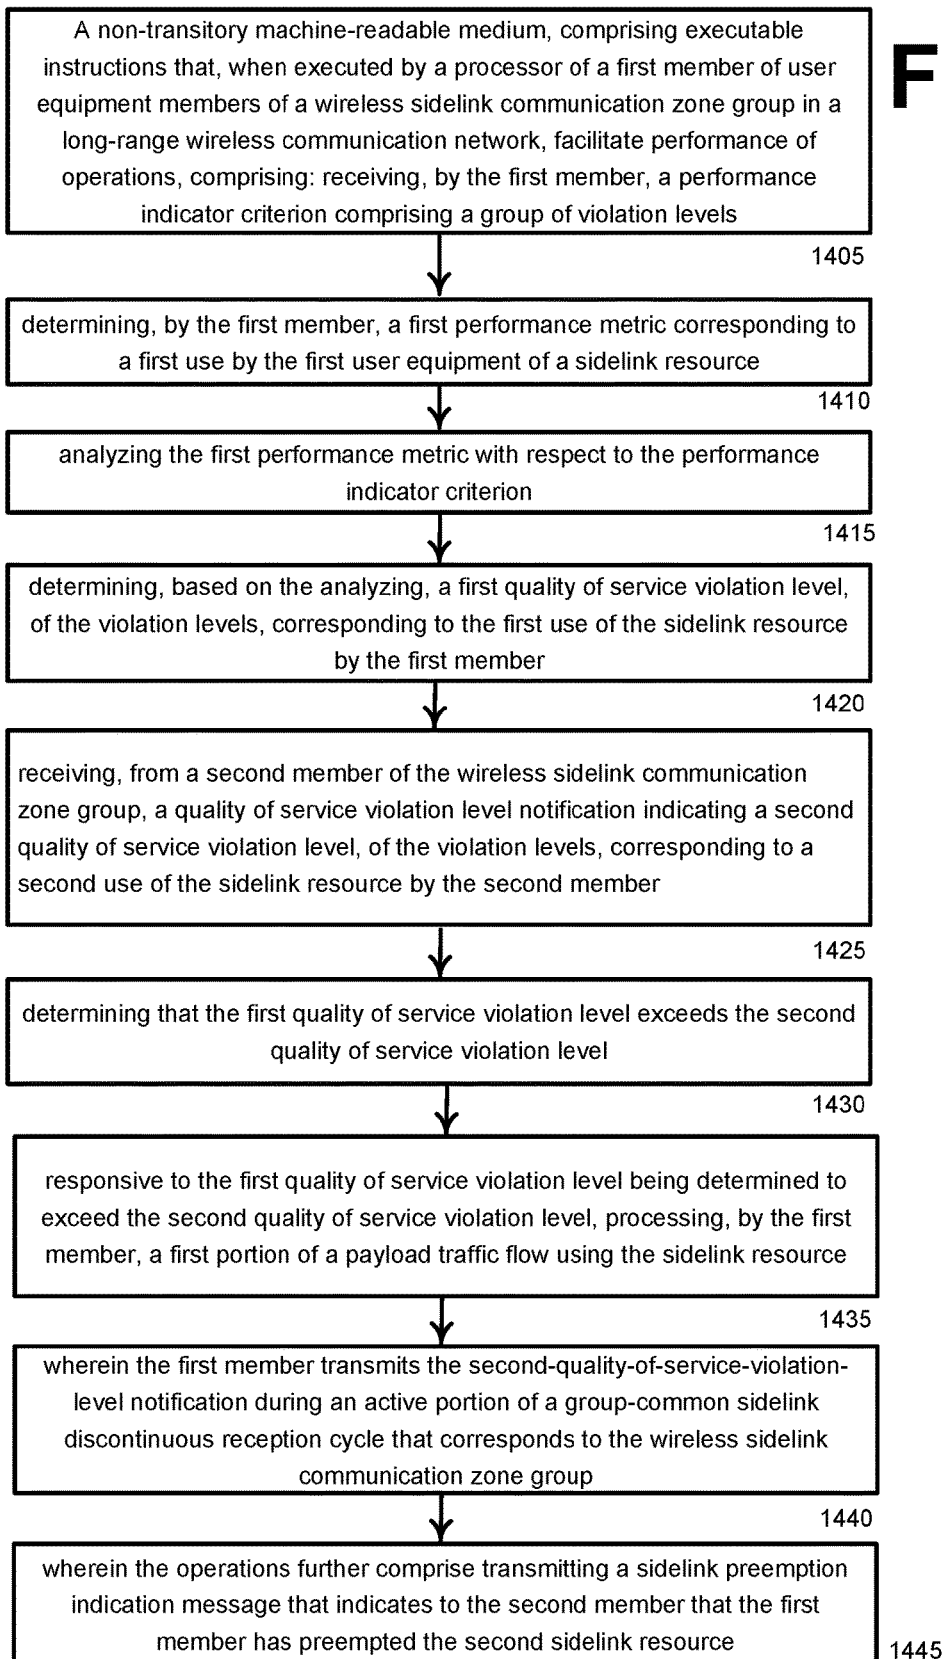 A non-transitory machine-readable medium, comprising executable
instructions that, when executed by a processor of a first member of user
equipment members of a wireless sidelink communication zone group in a
long-range wireless communication network, facilitate performance of
operations, comprising: receiving, by the first member, a performance
indicator criterion comprising a group of violation levels
F
1405
determining, by the first member, a first performance metric corresponding to
a first use by the first user equipment of a sidelink resource
1410
analyzing the first performance metric with respect to the performance
indicator criterion
1415
determining, based on the analyzing, a first quality of service violation level,
of the violation levels, corresponding to the first use of the sidelink resource
by the first member
1420
receiving, from a second member of the wireless sidelink communication
zone group, a quality of service violation level notification indicating a second
quality of service violation level, of the violation levels, corresponding to a
second use of the sidelink resource by the second member
1425
determining that the first quality of service violation level exceeds the second
quality of service violation level
1430
responsive to the first quality of service violation level being determined to
exceed the second quality of service violation level, processing, by the first
member, a first portion of a payload traffic flow using the sidelink resource
1435
wherein the first member transmits the second-quality-of-service-violation-
level notification during an active portion of a group-common sidelink
discontinuous reception cycle that corresponds to the wireless sidelink
communication zone group
1440
wherein the operations further comprise transmitting a sidelink preemption
indication message that indicates to the second member that the first
member has preempted the second sidelink resource
1445